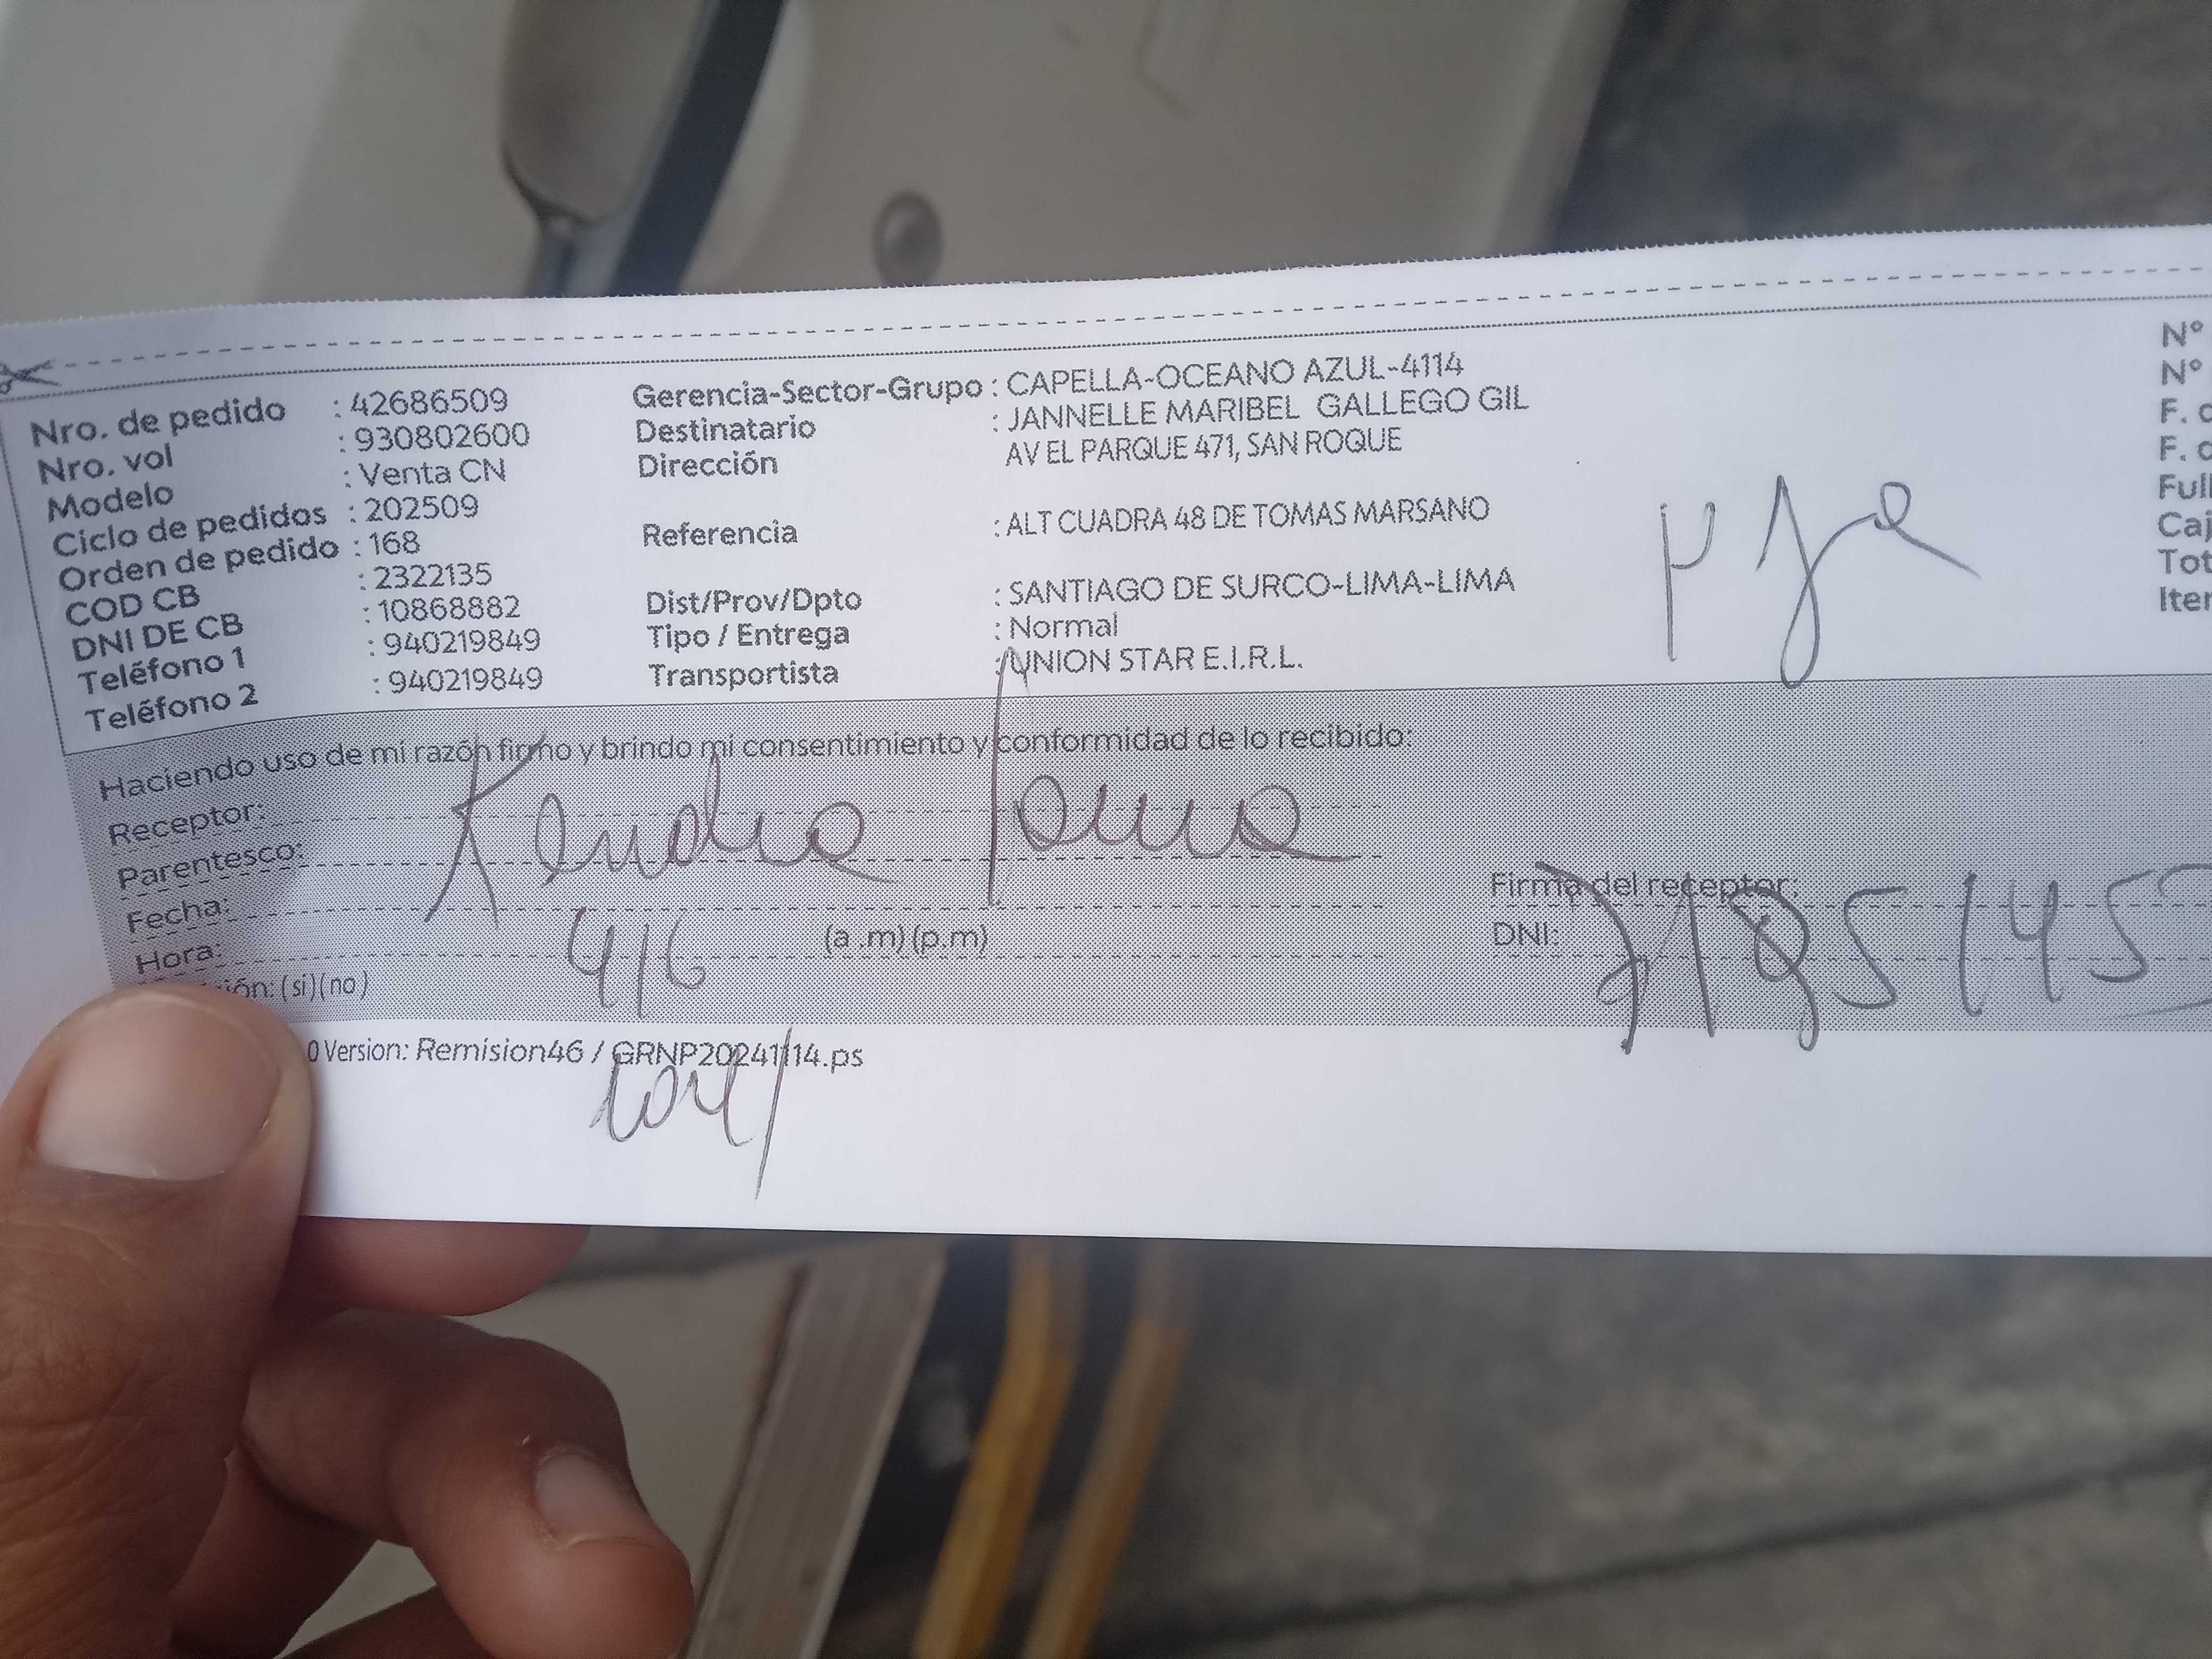 Nro. de pedido : 42686509
Nro. vol : 930802600
Modelo : Venta CN
Ciclo de pedidos : 202509
Orden de pedido : 168
COD CB : 2322135
DNI DE CB : 10868882
Teléfono 1 : 940219849
Teléfono 2 : 940219849
Gerencia-Sector-Grupo : CAPELLA-OCEANO AZUL-4114
Destinatario : JANNELLE MARIBEL GALLEGO GIL
Dirección AV EL PARQUE 471, SAN ROQUE
Referencia : ALT CUADRA 48 DE TOMAS MARSANO
Dist/Prov/Dpto : SANTIAGO DE SURCO-LIMA-LIMA
Tipo / Entrega : Normal
Transportista : UNION STAR E.I.R.L.
N°
N°
F.
F.
Haciendo uso de mi razón firmo y brindo mi consentimiento y conformidad de lo recibido:
Receptor: Kendra
Parentesco:
Fecha:
Hora: (a .m) (p.m)
4/6
(si)(no)
Firma del receptor:
DNI:
0 Version: Remision46 / GRNP20241114.ps